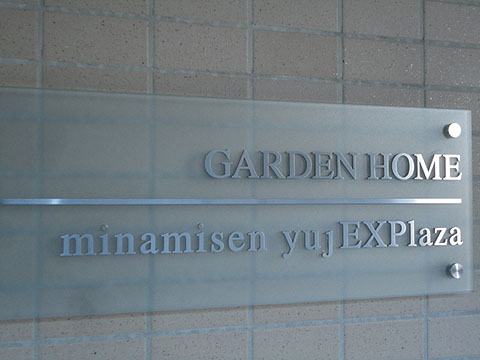 GARDEN HOME
minamisen yuj EXPlaza